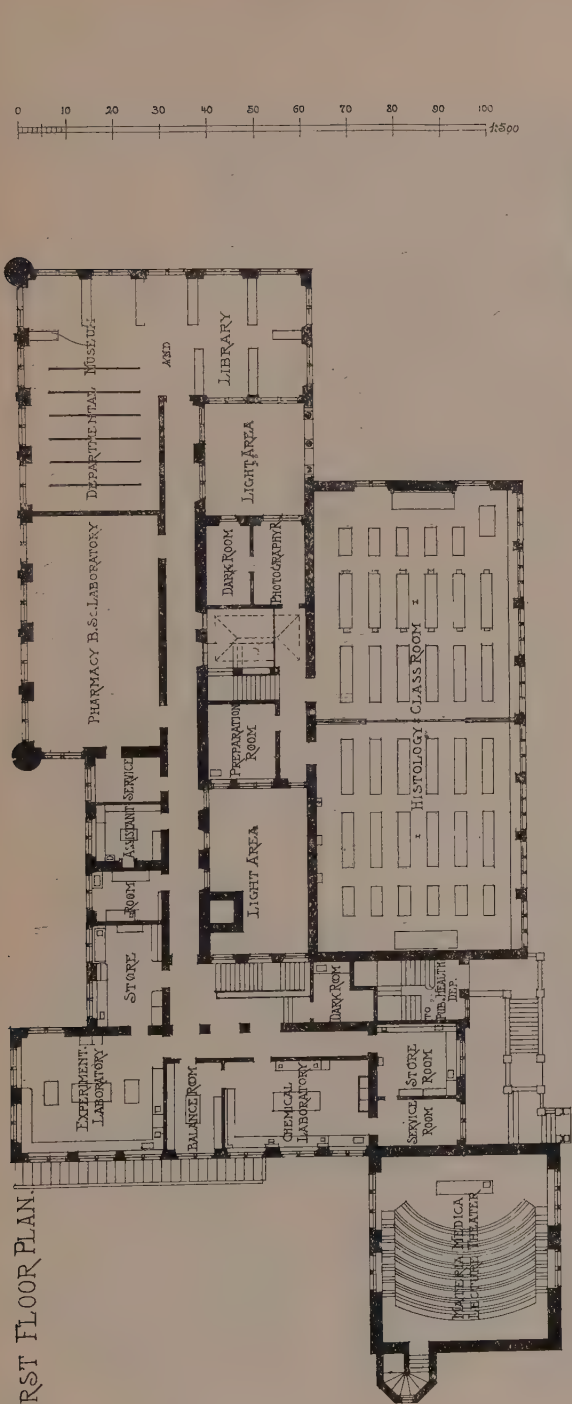 0 10 20 30 40 50 60 70 80 90 100
1:500
DEPARTMENTAL MUSEUM
AND
LIBRARY
LIGHT AREA
PHARMACY B.Sc. LABORATORY
DARK ROOM
PHOTOGRAPHY R.
PREPARATION
ROOM
HISTOLOGY : CLASS ROOM
ASSISTANT SERVICE
ROOM
LIGHT AREA
STORE
DARK ROOM
TO
PUB. HEALTH
DEP.
EXPERIMENT:
LABORATORY
BALANCE ROOM
CHEMICAL
LABORATORY
STORE
ROOM
SERVICE
ROOM
MATERIA MEDICA
LECTURE THEATER
RST FLOOR PLAN.